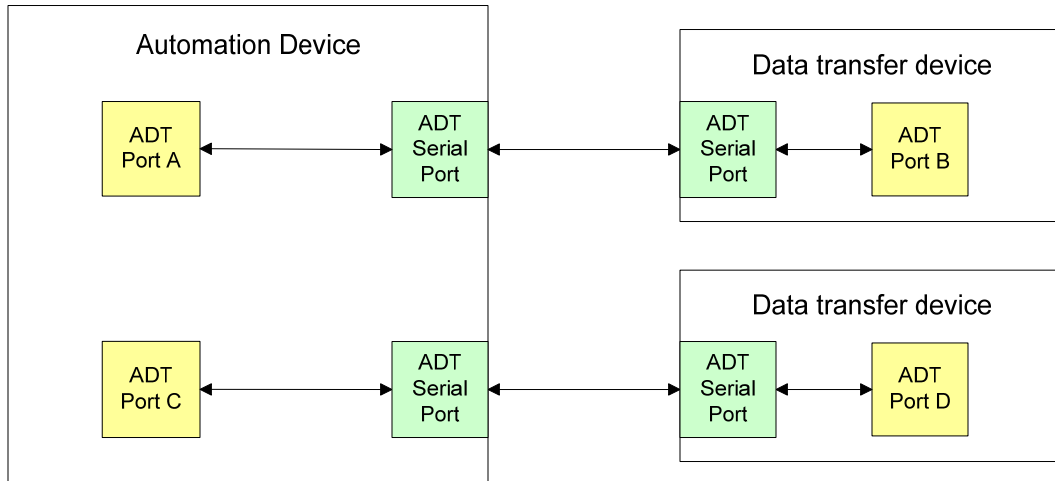 Automation Device
Data transfer device
ADT
Port A
ADT
Serial
Port
ADT
Serial
Port
ADT
Port B
Data transfer device
ADT
Port C
ADT
Serial
Port
ADT
Serial
Port
ADT
Port D